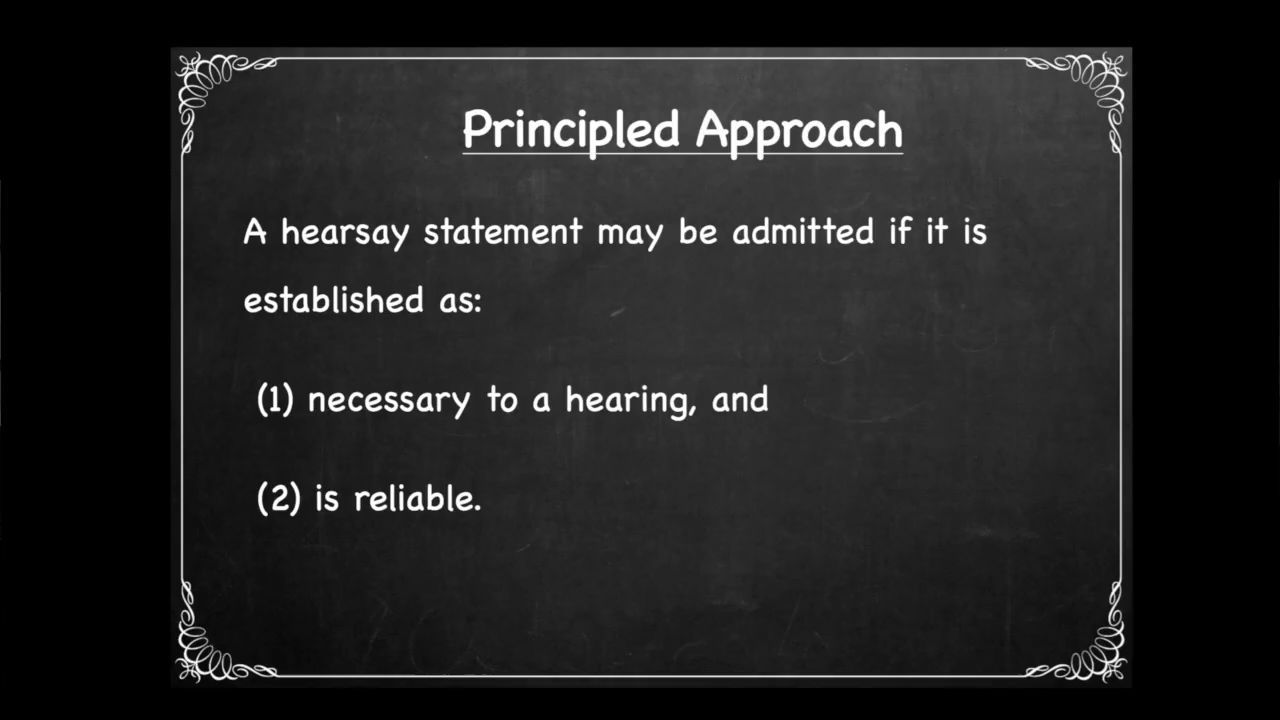 Principled Approach
A hearsay statement may be admitted if it is
established as:
(1) necessary to a hearing, and
(2) is reliable.